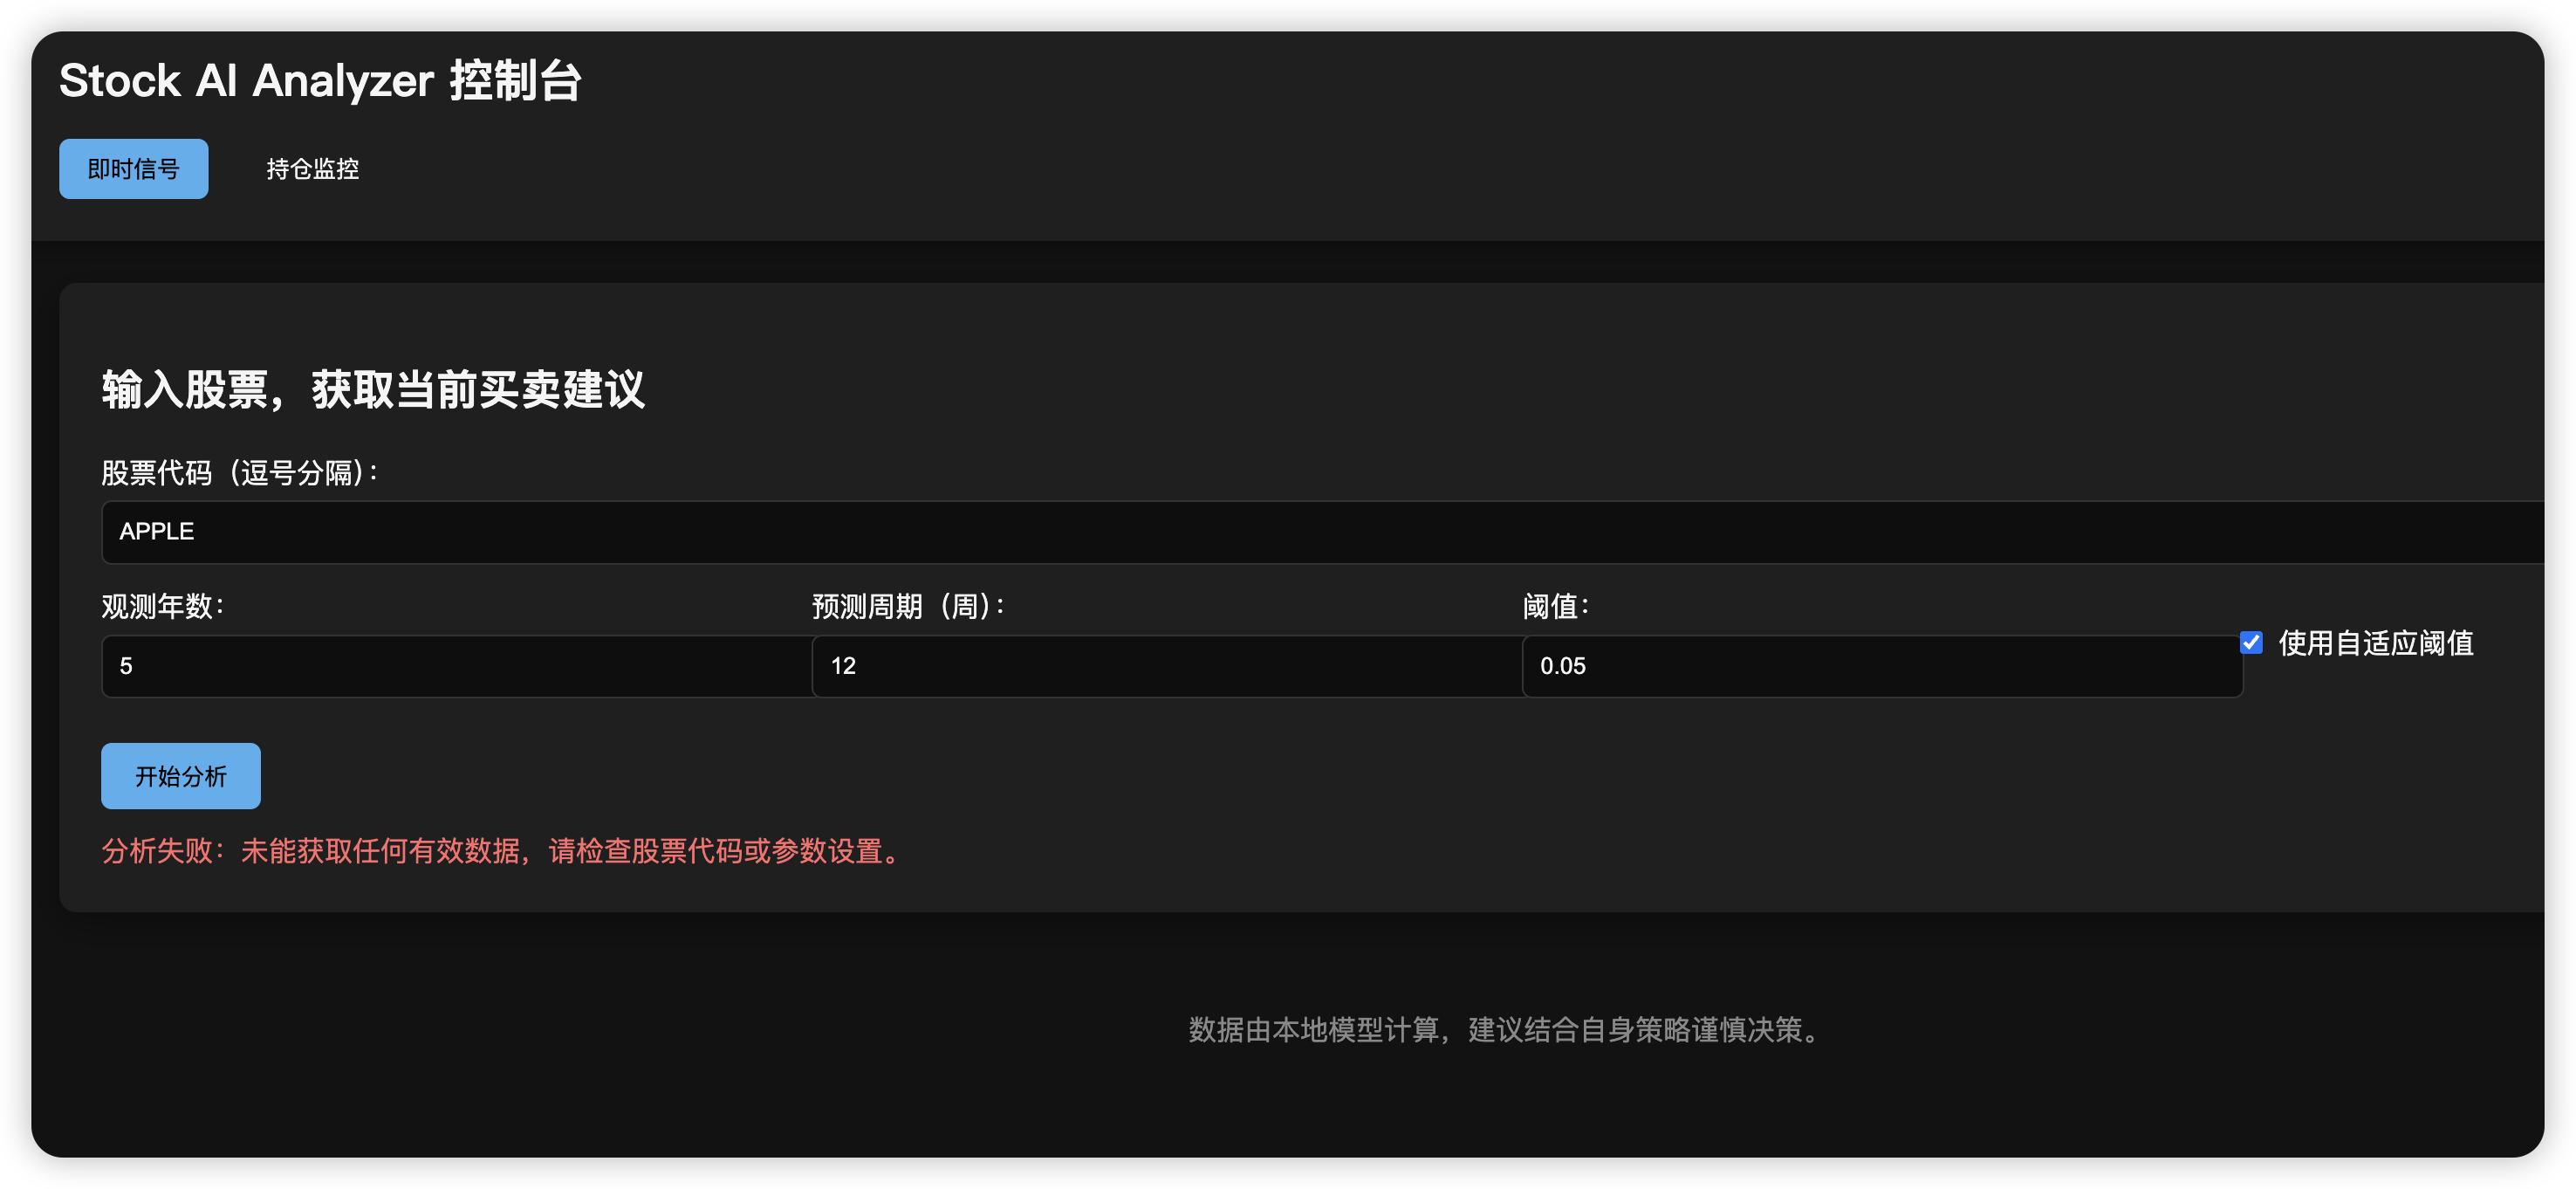 Stock AI Analyzer 控制台
即时信号 持仓监控
输入股票，获取当前买卖建议
股票代码（逗号分隔）：
APPLE
观测年数： 预测周期（周）： 阈值：
5 12 0.05 使用自适应阈值
开始分析
分析失败：未能获取任何有效数据，请检查股票代码或参数设置。
数据由本地模型计算，建议结合自身策略谨慎决策。